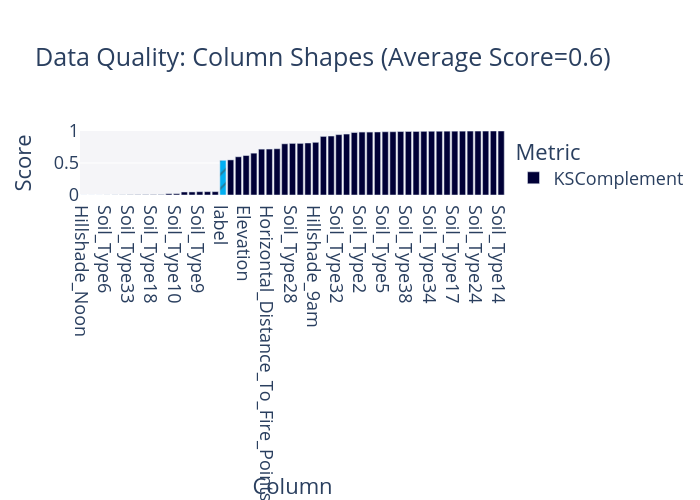 Data Quality: Column Shapes (Average Score=0.6)
Score
1
0.5
0
Metric
KSComplement
Hillshade_Noon
Soil_Type6
Soil_Type33
Soil_Type18
Soil_Type10
Soil_Type9
label
Elevation
Horizontal_Distance_To_Fire_Points
Soil_Type28
Hillshade_9am
Soil_Type32
Soil_Type2
Soil_Type5
Soil_Type38
Soil_Type34
Soil_Type17
Soil_Type24
Soil_Type14
Column